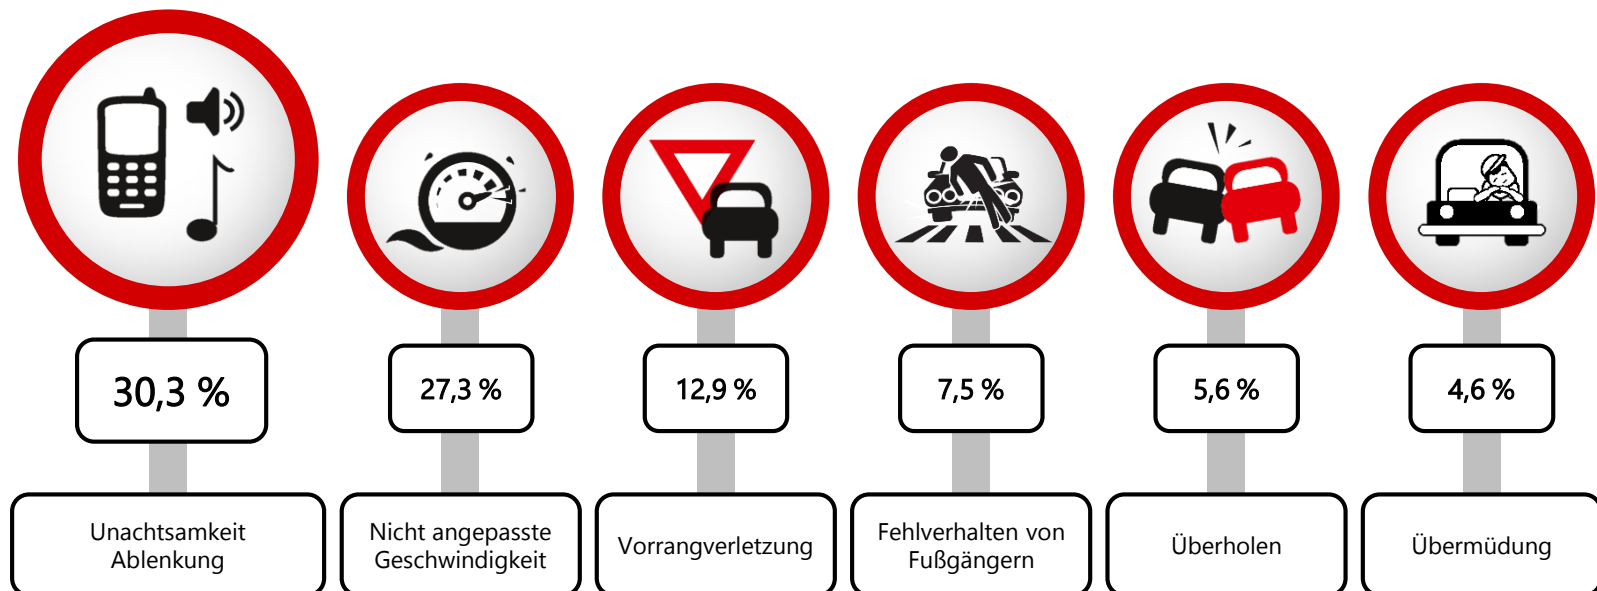 30,3 %
27,3 %
12,9 %
7,5 %
5,6 %
4,6 %
Unachtsamkeit
Ablenkung
Nicht angepasste
Geschwindigkeit
Vorrangverletzung
Fehlverhalten von
Fußgängern
Überholen
Übermüdung